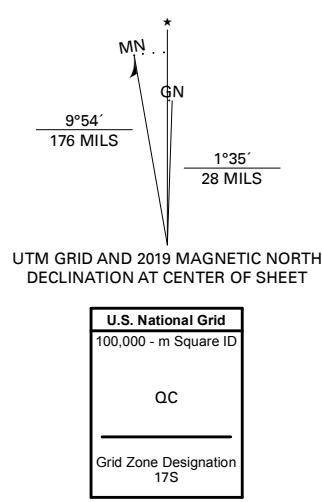 MN
GN
9°54´
176 MILS
1°35´
28 MILS
UTM GRID AND 2019 MAGNETIC NORTH
DECLINATION AT CENTER OF SHEET
U.S. National Grid
100,000 - m Square ID
QC
Grid Zone Designation
17S